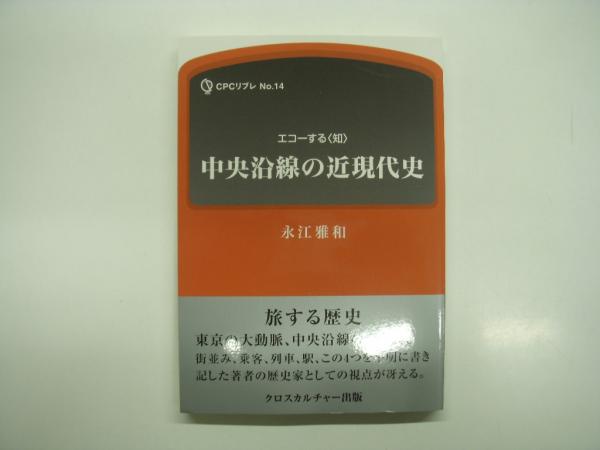 CPCリブレ No.14
エコーする〈知〉
中央沿線の近現代史
永江雅和
旅する歴史
東京の大動脈、中央沿線
街並み、乗客、列車、駅、この4つを 明に書き
記した著者の歴史家としての視点が冴える。
クロスカルチャー出版